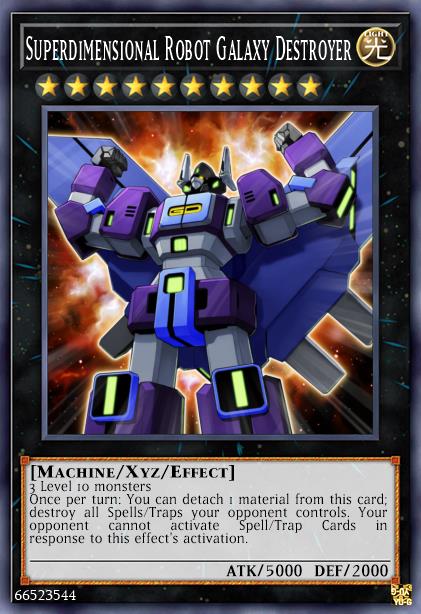 Superdimensional Robot Galaxy Destroyer
LIGHT
光
[Machine/Xyz/Effect]
3 Level 10 monsters
Once per turn: You can detach 1 material from this card;
destroy all Spells/Traps your opponent controls. Your
opponent cannot activate Spell/Trap Cards in
response to this effect's activation.
ATK/5000 DEF/2000
66523544